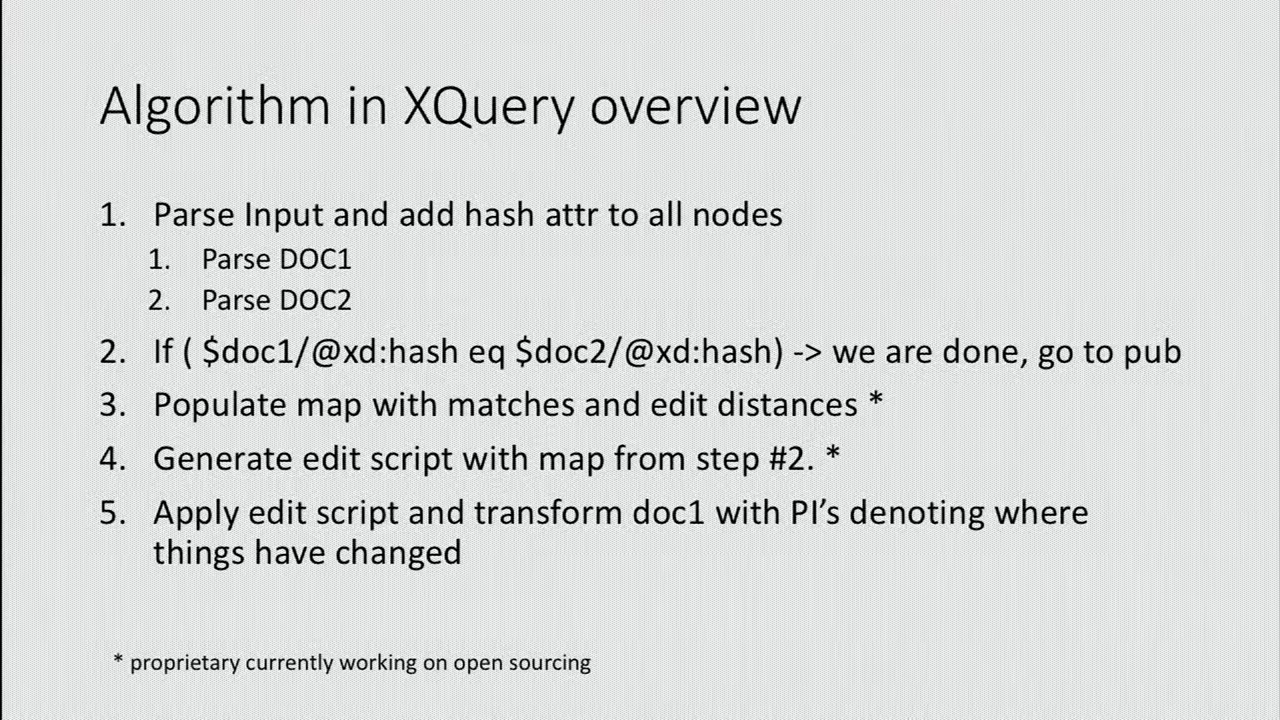 Algorithm in XQuery overview
1. Parse Input and add hash attr to all nodes
1. Parse DOC1
2. Parse DOC2
2. If ( $doc1/@xd:hash eq $doc2/@xd:hash) -> we are done, go to pub
3. Populate map with matches and edit distances *
4. Generate edit script with map from step #2. *
5. Apply edit script and transform doc1 with PI’s denoting where
things have changed
* proprietary currently working on open sourcing